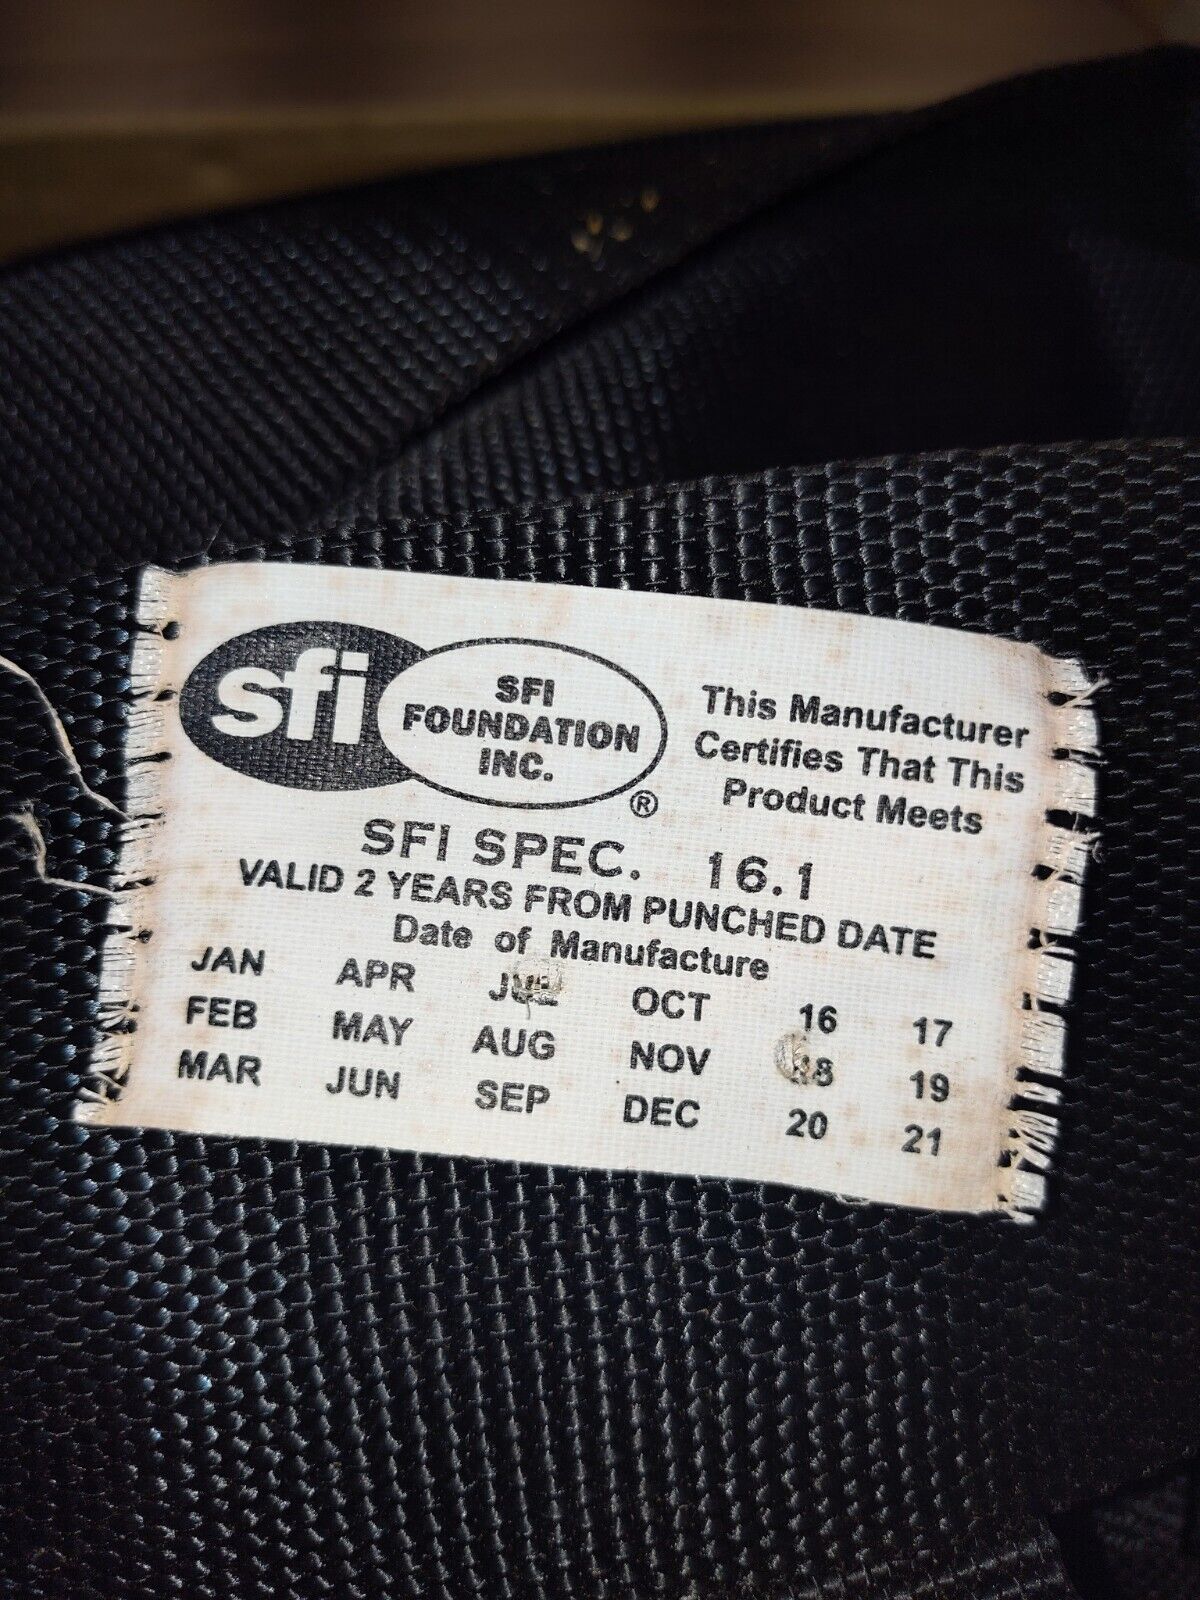 sfi
SFI
FOUNDATION
INC.
®
This Manufacturer
Certifies That This
Product Meets
SFI SPEC. 16.1
VALID 2 YEARS FROM PUNCHED DATE
Date of Manufacture
JAN APR JUL OCT 16 17
FEB MAY AUG NOV 18 19
MAR JUN SEP DEC 20 21